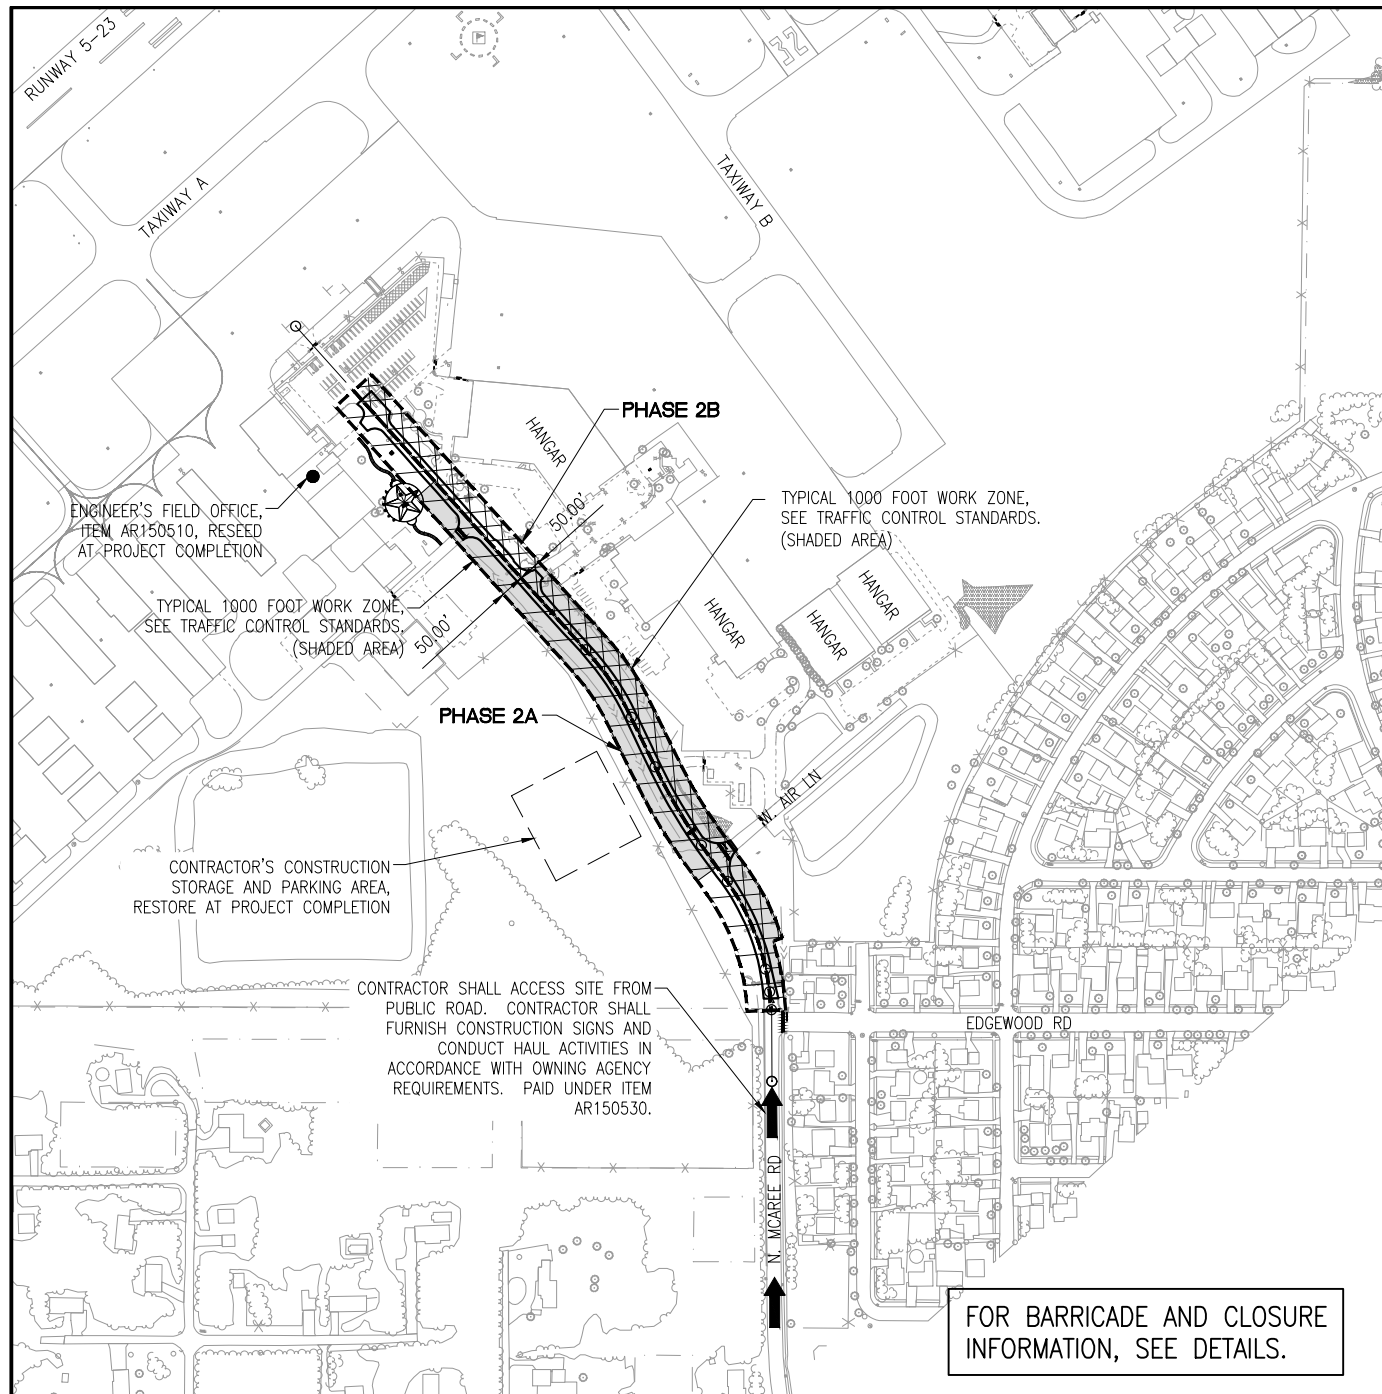 RUNWAY 5-23
32
TAXIWAY A
TAXIWAY B
PHASE 2B
HANGAR
50.00'
ENGINEER'S FIELD OFFICE,
ITEM AR150510, RESEED
AT PROJECT COMPLETION
TYPICAL 1000 FOOT WORK ZONE,
SEE TRAFFIC CONTROL STANDARDS.
(SHADED AREA)
TYPICAL 1000 FOOT WORK ZONE,
SEE TRAFFIC CONTROL STANDARDS.
(SHADED AREA)
50.00'
HANGAR
HANGAR
HANGAR
PHASE 2A
W. AIR LN
CONTRACTOR'S CONSTRUCTION
STORAGE AND PARKING AREA,
RESTORE AT PROJECT COMPLETION
CONTRACTOR SHALL ACCESS SITE FROM
PUBLIC ROAD. CONTRACTOR SHALL
FURNISH CONSTRUCTION SIGNS AND
CONDUCT HAUL ACTIVITIES IN
ACCORDANCE WITH OWNING AGENCY
REQUIREMENTS. PAID UNDER ITEM
AR150530.
EDGEWOOD RD
N. MCAREE RD
FOR BARRICADE AND CLOSURE
INFORMATION, SEE DETAILS.